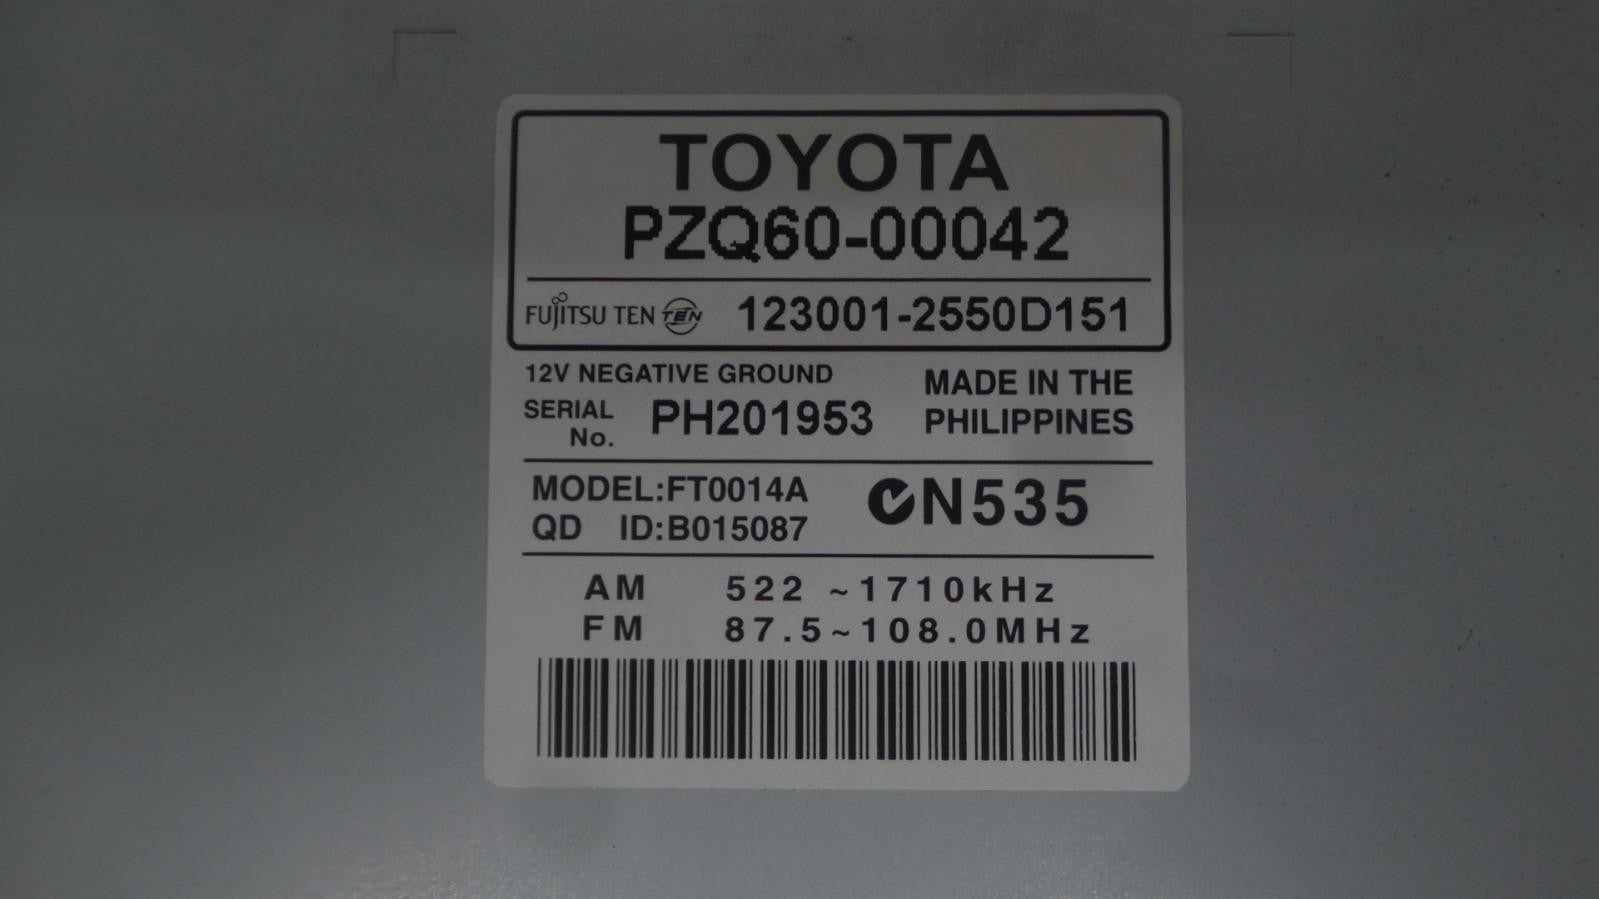 TOYOTA
PZQ60-00042
FUJITSU TEN TEN 123001-2550D151
12V NEGATIVE GROUND
SERIAL No. PH201953
MADE IN THE
PHILIPPINES
MODEL:FT0014A
QD ID:B015087
N535
AM 522 ~1710kHz
FM 87.5~108.0MHz